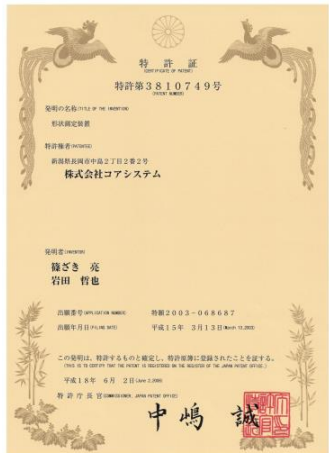 特許証
(CERTIFICATE OF PATENT)
特許第3810749号
(PATENT NUMBER)
発明の名称(TITLE OF THE INVENTION)
形状測定装置
特許権者(PATENTEE)
新潟県長岡市中島2丁目2番2号
株式会社コアシステム
発明者(INVENTOR)
篠ざき 亮
岩田 哲也
出願番号(APPLICATION NUMBER) 特願2003-068687
出願年月日(FILING DATE) 平成15年 3月13日(March 13,2003)
この発明は、特許するものと確定し、特許原簿に登録されたことを証する。
(THIS IS TO CERTIFY THAT THE PATENT IS REGISTERED ON THE REGISTER OF THE JAPAN PATENT OFFICE.)
平成18年 6月 2日(June 2,2006)
特許庁長官(COMMISSIONER, JAPAN PATENT OFFICE)
中嶋 誠